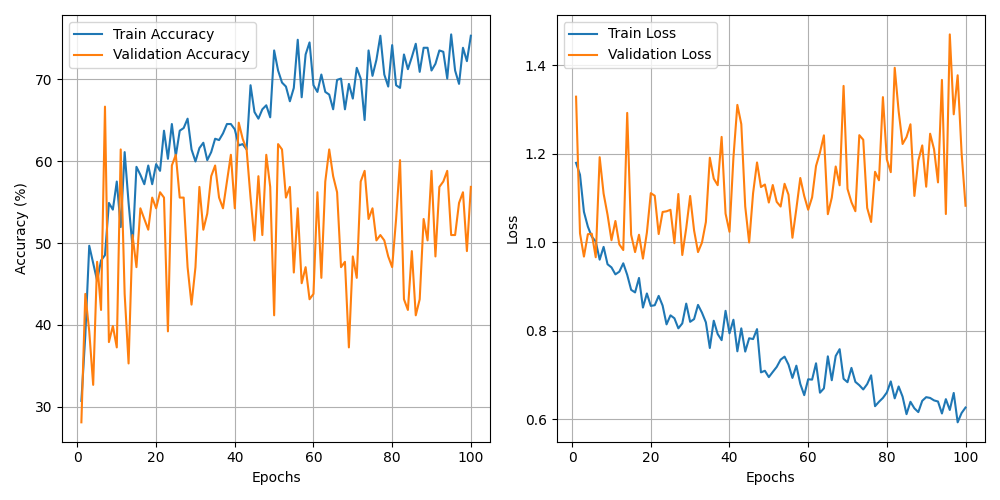 Train Accuracy
Validation Accuracy
Accuracy (%)
70
60
50
40
30
0 20 40 60 80 100
Epochs
Train Loss
Validation Loss
Loss
1.4
1.2
1.0
0.8
0.6
0 20 40 60 80 100
Epochs